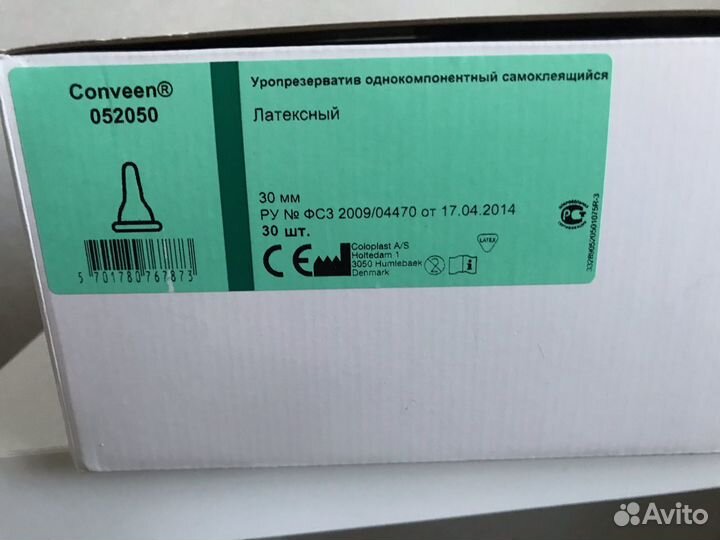 Conveen®
052050
5 701780 767873
Уропрезерватив однокомпонентный самоклеящийся
Латексный
30 мм
РУ № ФСЗ 2009/04470 от 17.04.2014
30 шт.
CE
Coloplast A/S
Holtedam 1
3050 Humlebaek
Denmark
2
LATEX
Avito